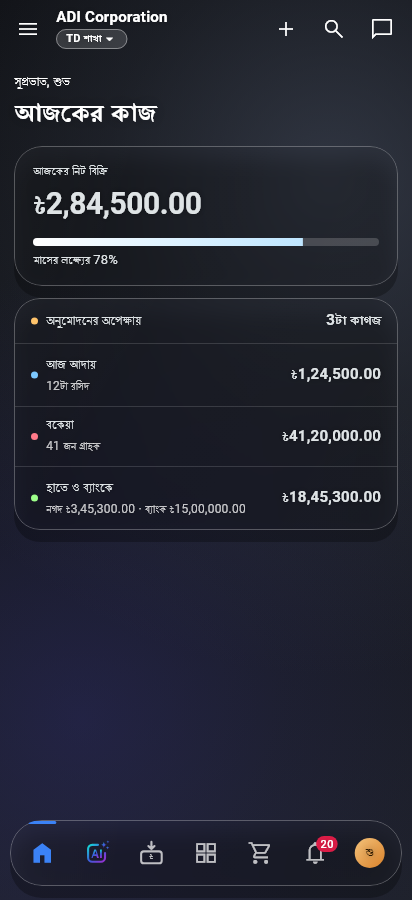 ADI Corporation
TD শাখা
সুপ্রভাত, শুভ
আজকের কাজ
আজকের নিট বিক্রি
৳2,84,500.00
মাসের লক্ষ্যের 78%
অনুমোদনের অপেক্ষায় 3টা কাগজ
আজ আদায়
12টা রসিদ
৳1,24,500.00
বকেয়া
41 জন গ্রাহক
৳41,20,000.00
হাতে ও ব্যাংকে
নগদ ৳3,45,300.00 · ব্যাংক ৳15,00,000.00
৳18,45,300.00
AI
৳
20
শু